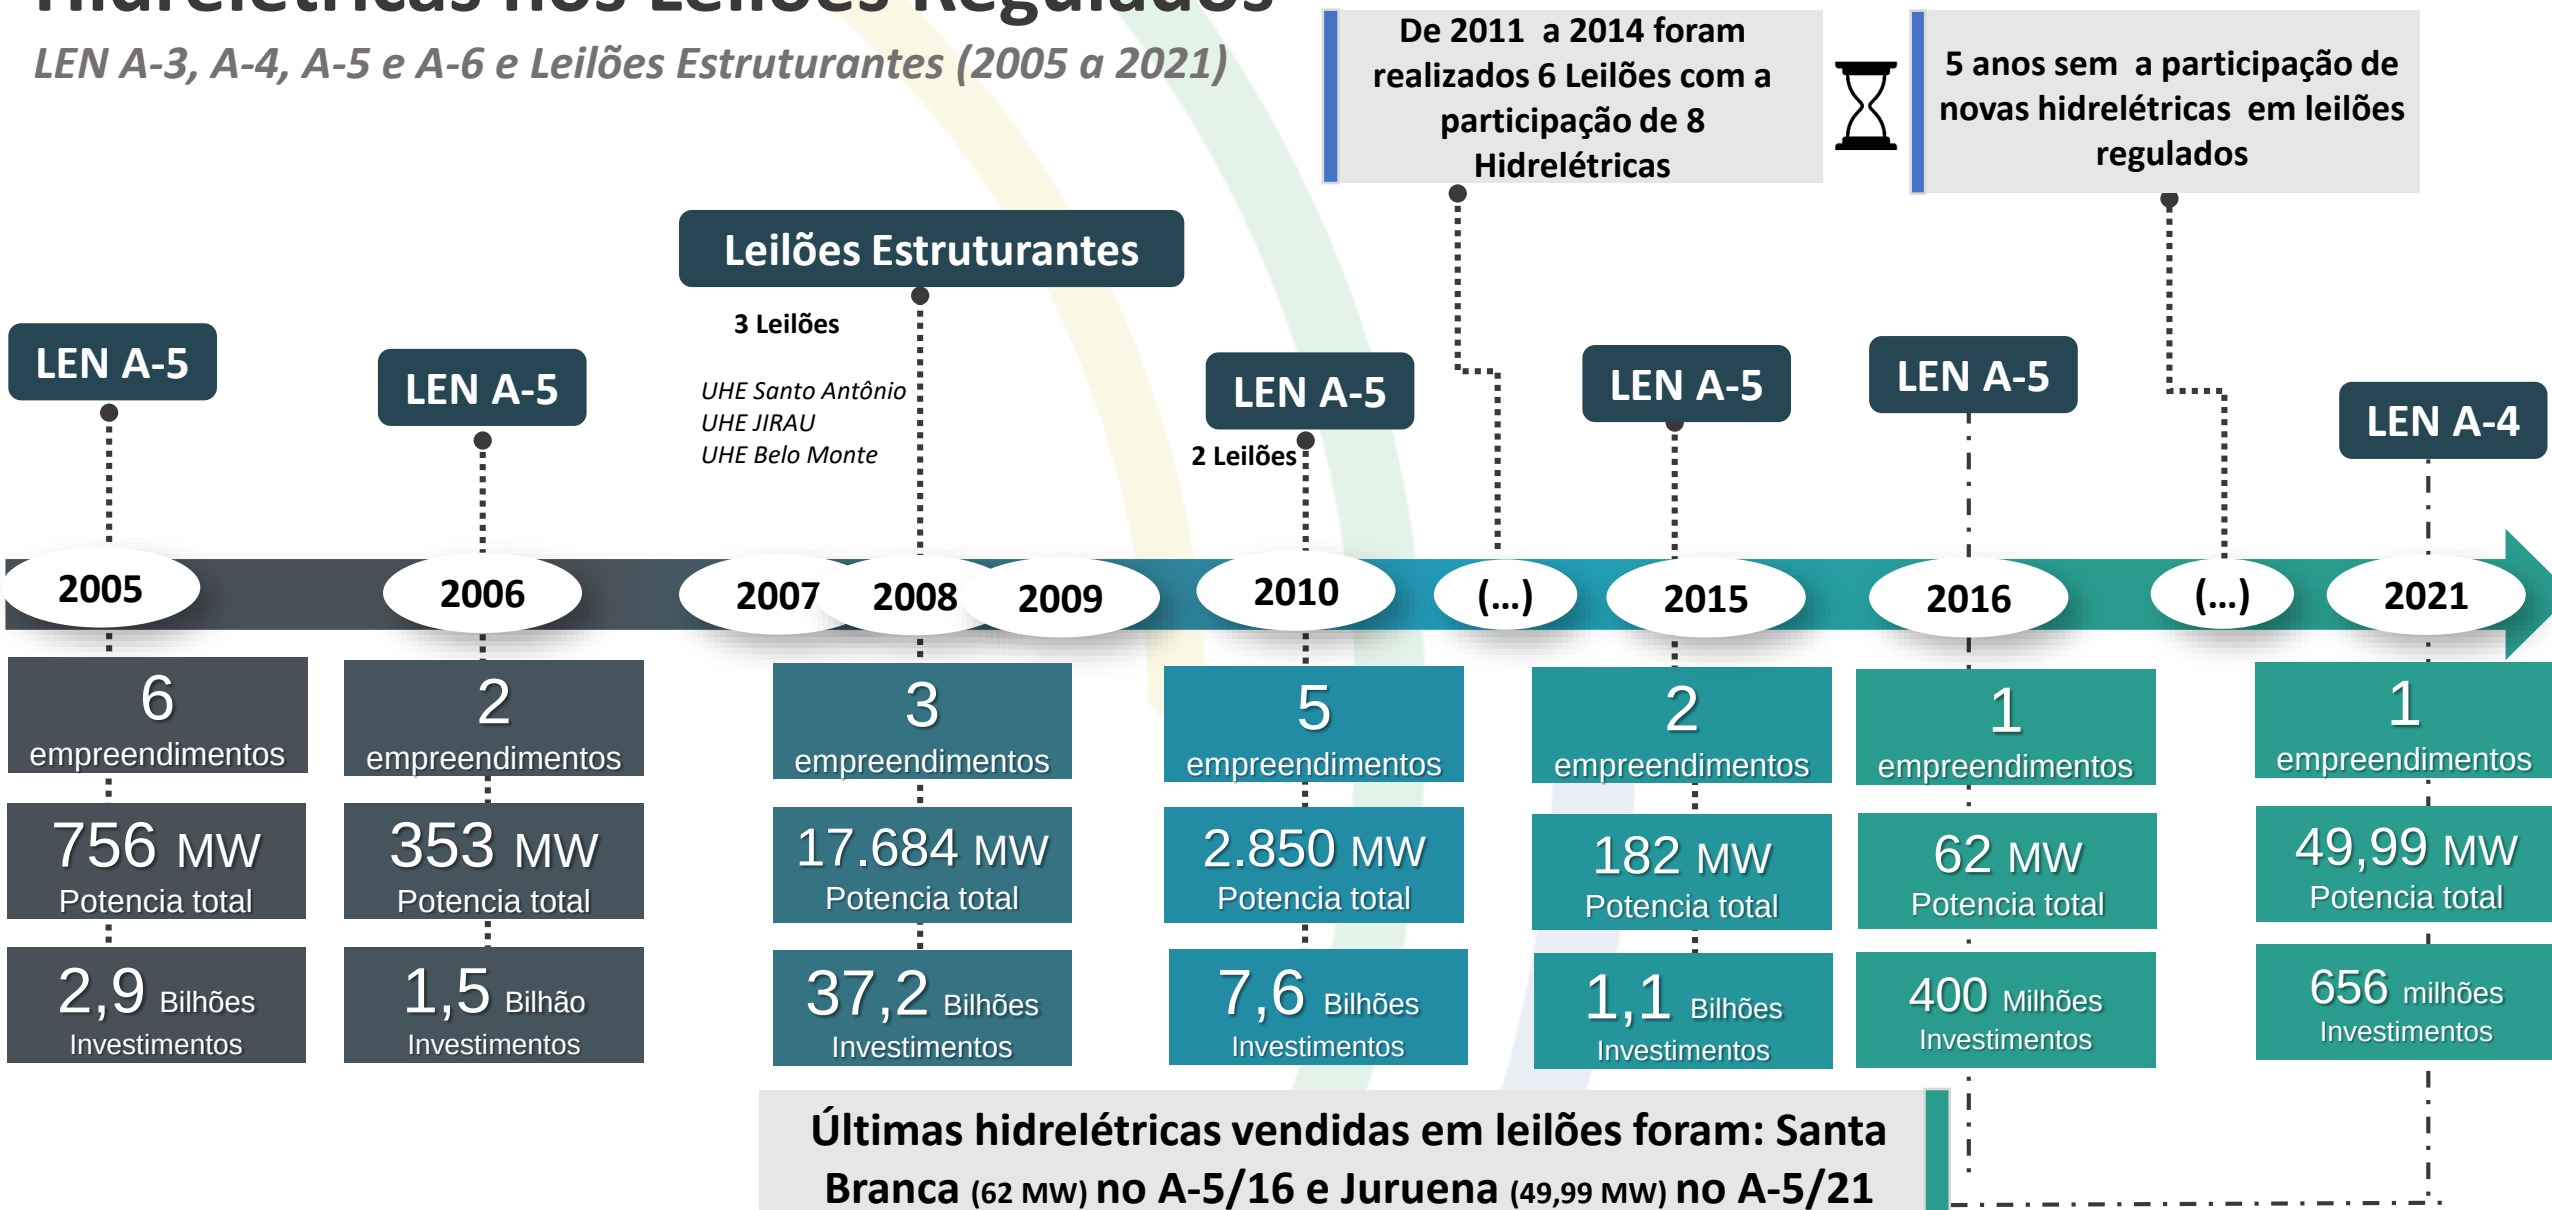 Hidrelétricas nos Leilões Regulados
LEN A-3, A-4, A-5 e A-6 e Leilões Estruturantes (2005 a 2021)
De 2011 a 2014 foram
realizados 6 Leilões com a
participação de 8
Hidrelétricas
5 anos sem a participação de
novas hidrelétricas em leilões
regulados
LEN A-5
LEN A-5
Leilões Estruturantes
3 Leilões
UHE Santo Antônio
UHE JIRAU
UHE Belo Monte
LEN A-5
2 Leilões
LEN A-5
LEN A-5
LEN A-4
2005
2006
2007
2008
2009
2010
(...)
2015
2016
(...)
2021
6
empreendimentos
756 MW
Potencia total
2,9 Bilhões
Investimentos
2
empreendimentos
353 MW
Potencia total
1,5 Bilhão
Investimentos
3
empreendimentos
17.684 MW
Potencia total
37,2 Bilhões
Investimentos
5
empreendimentos
2.850 MW
Potencia total
7,6 Bilhões
Investimentos
2
empreendimentos
182 MW
Potencia total
1,1 Bilhões
Investimentos
1
empreendimentos
62 MW
Potencia total
400 Milhões
Investimentos
1
empreendimentos
49,99 MW
Potencia total
656 milhões
Investimentos
Últimas hidrelétricas vendidas em leilões foram: Santa
Branca (62 MW) no A-5/16 e Juruena (49,99 MW) no A-5/21